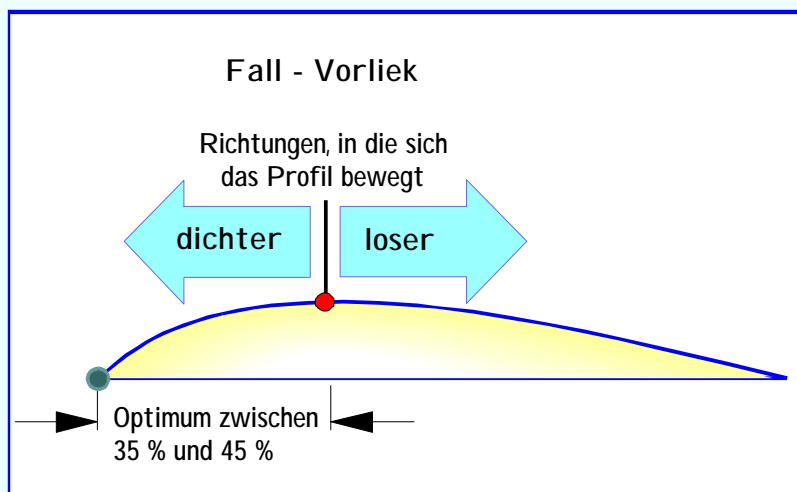 Fall - Vorliek
Richtungen, in die sich
das Profil bewegt
dichter
loser
Optimum zwischen
35 % und 45 %